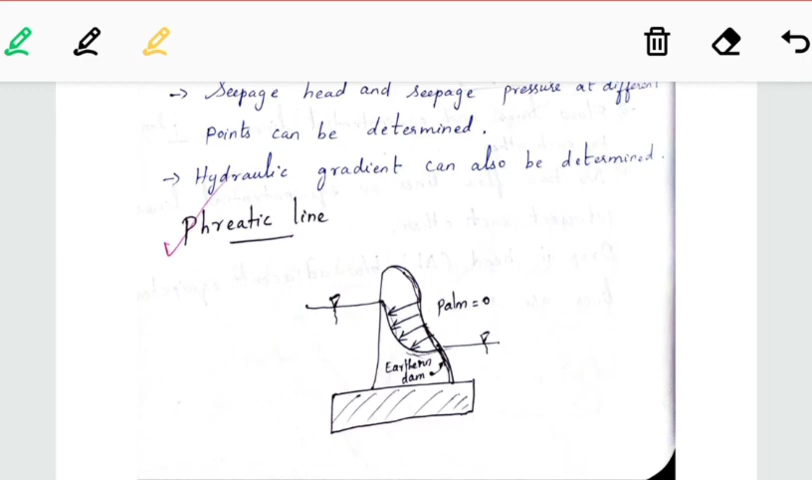 → Seepage head and seepage pressure at different
points can be determined.
→ Hydraulic gradient can also be determined.
Phreatic line
Palm = 0
Earthern
dam